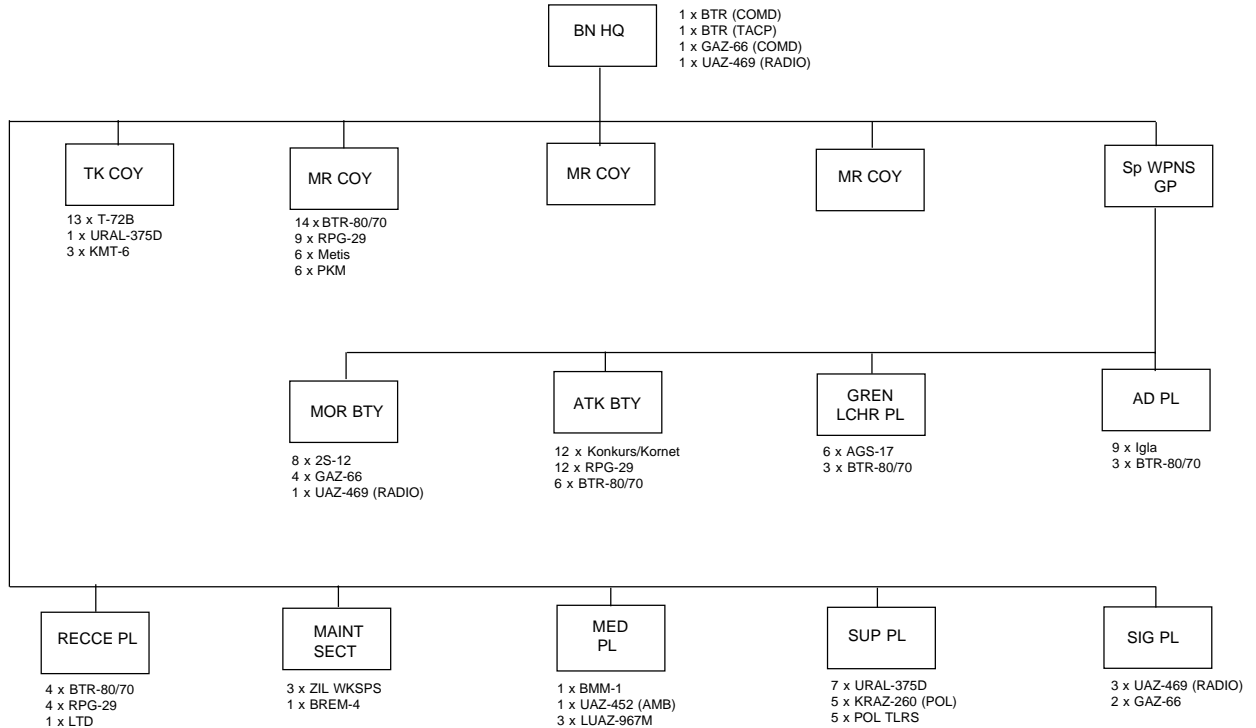 BN HQ
1 x BTR (COMD)
1 x BTR (TACP)
1 x GAZ-66 (COMD)
1 x UAZ-469 (RADIO)
TK COY
13 x T-72B
1 x URAL-375D
3 x KMT-6
MR COY
14 x BTR-80/70
9 x RPG-29
6 x Metis
6 x PKM
MR COY
MR COY
Sp WPNS
GP
MOR BTY
8 x 2S-12
4 x GAZ-66
1 x UAZ-469 (RADIO)
ATK BTY
12 x Konkurs/Kornet
12 x RPG-29
6 x BTR-80/70
GREN
LCHR PL
6 x AGS-17
3 x BTR-80/70
AD PL
9 x Igla
3 x BTR-80/70
RECCE PL
4 x BTR-80/70
4 x RPG-29
1 x LTD
MAINT
SECT
3 x ZIL WKSPS
1 x BREM-4
MED
PL
1 x BMM-1
1 x UAZ-452 (AMB)
3 x LUAZ-967M
SUP PL
7 x URAL-375D
5 x KRAZ-260 (POL)
5 x POL TLRS
SIG PL
3 x UAZ-469 (RADIO)
2 x GAZ-66